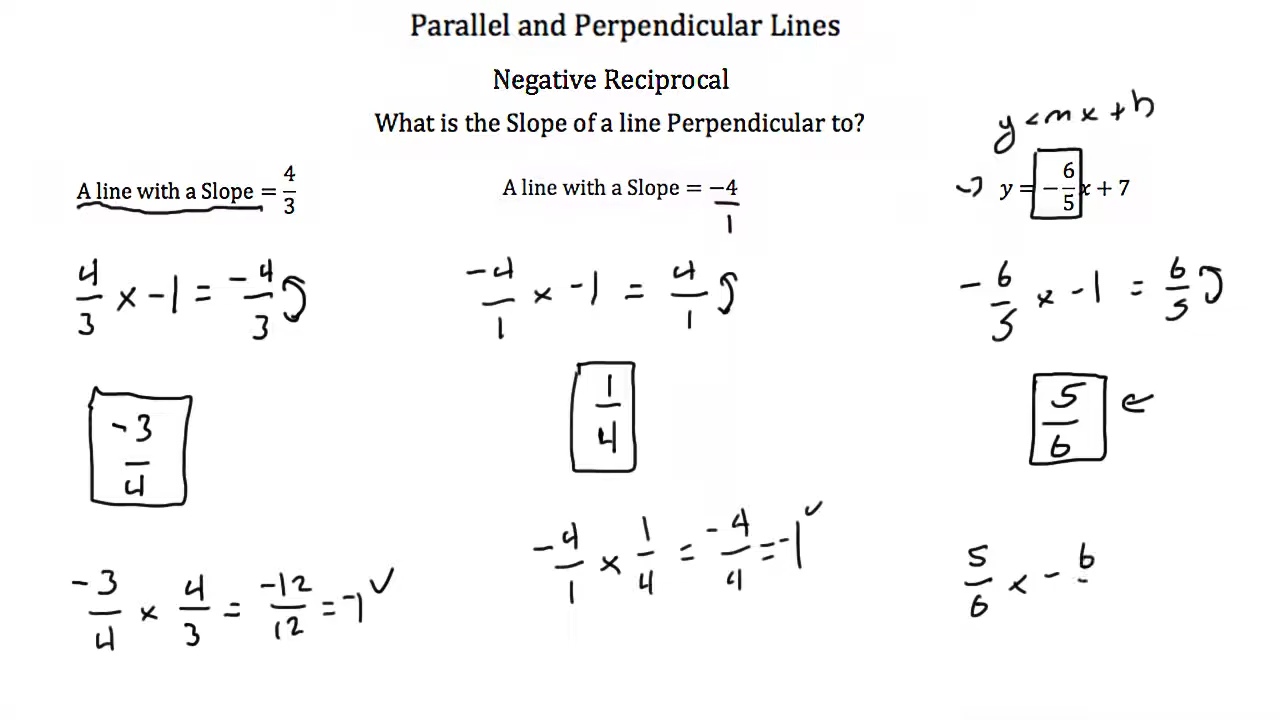 Parallel and Perpendicular Lines
Negative Reciprocal
What is the Slope of a line Perpendicular to?
A line with a Slope = 4/3
4/3 x -1 = -4/3
-3/4
-3/4 x 4/3 = -12/12 = -1 ✓
A line with a Slope = -4/1
-4/1 x -1 = 4/1
1/4
-4/1 x 1/4 = -4/4 = -1 ✓
y = mx + b
y = -6/5 x + 7
-6/5 x -1 = 6/5
5/6
5/6 x - 6